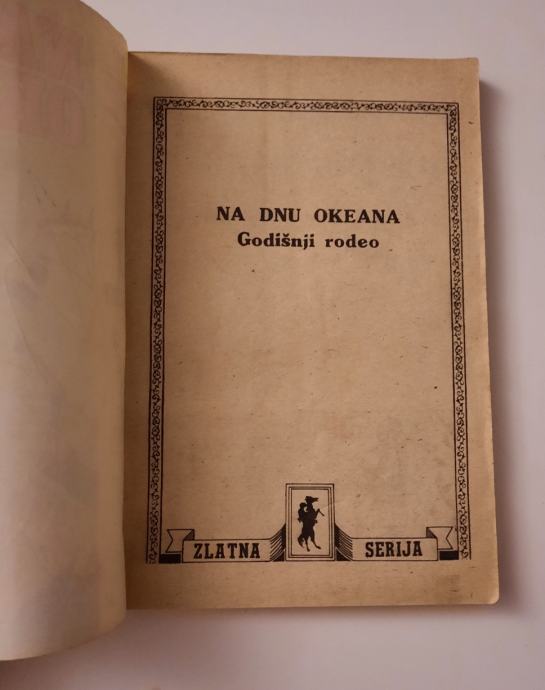 NA DNU OKEANA
Godišnji rodeo
ZLATNA SERIJA